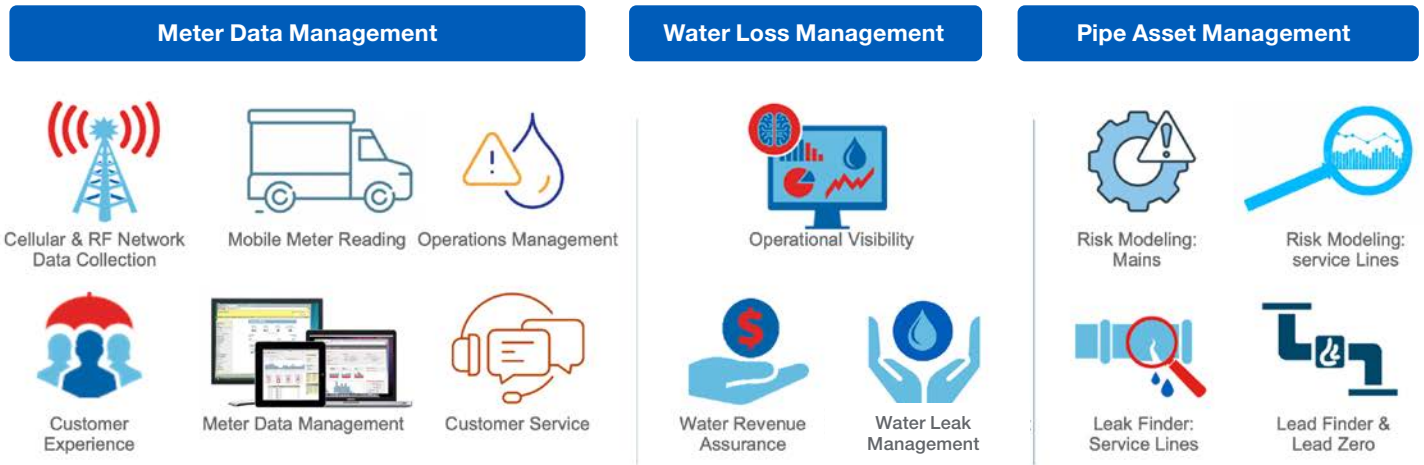 Meter Data Management
Water Loss Management
Pipe Asset Management
Cellular & RF Network
Data Collection
Mobile Meter Reading
Operations Management
Customer
Experience
Meter Data Management
Customer Service
Operational Visibility
$
Water Revenue
Assurance
Water Leak
Management
Risk Modeling:
Mains
Risk Modeling:
service Lines
Leak Finder:
Service Lines
Lead Finder &
Lead Zero